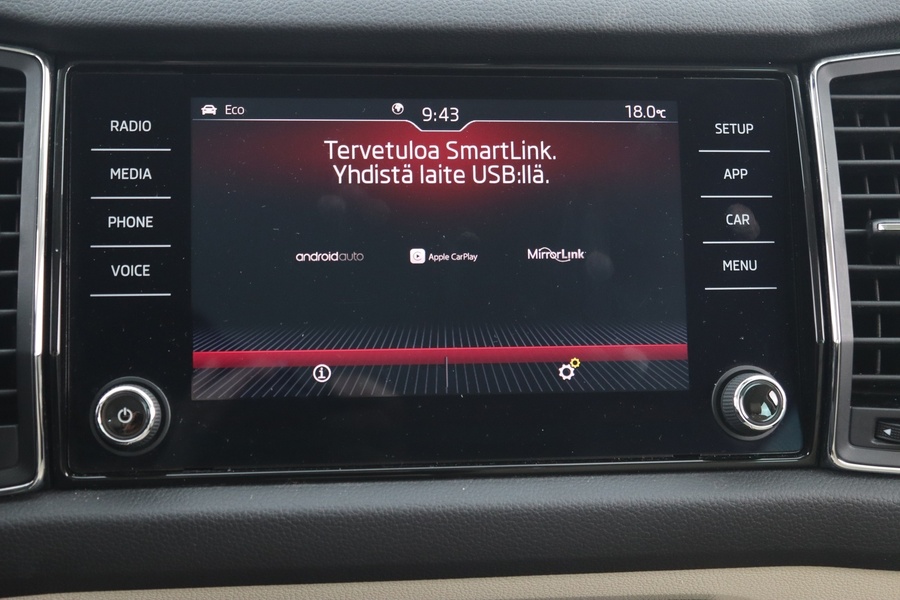 RADIO
MEDIA
PHONE
VOICE
Eco
9:43
18.0°C
Tervetuloa SmartLink.
Yhdistä laite USB:llä.
androidauto
Apple CarPlay
MirrorLink
SETUP
APP
CAR
MENU